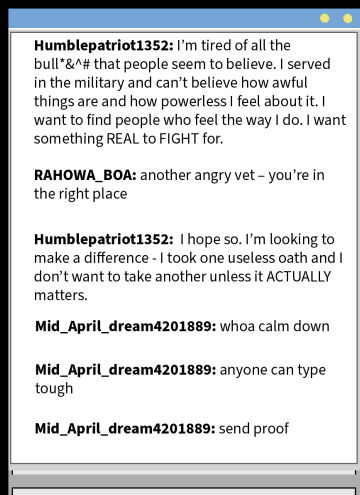 Humblepatriot1352: I’m tired of all the
bull*&^# that people seem to believe. I served
in the military and can’t believe how awful
things are and how powerless I feel about it. I
want to find people who feel the way I do. I want
something REAL to FIGHT for.
RAHOWA_BOA: another angry vet – you’re in
the right place
Humblepatriot1352: I hope so. I’m looking to
make a difference - I took one useless oath and I
don’t want to take another unless it ACTUALLY
matters.
Mid_April_dream4201889: whoa calm down
Mid_April_dream4201889: anyone can type
tough
Mid_April_dream4201889: send proof